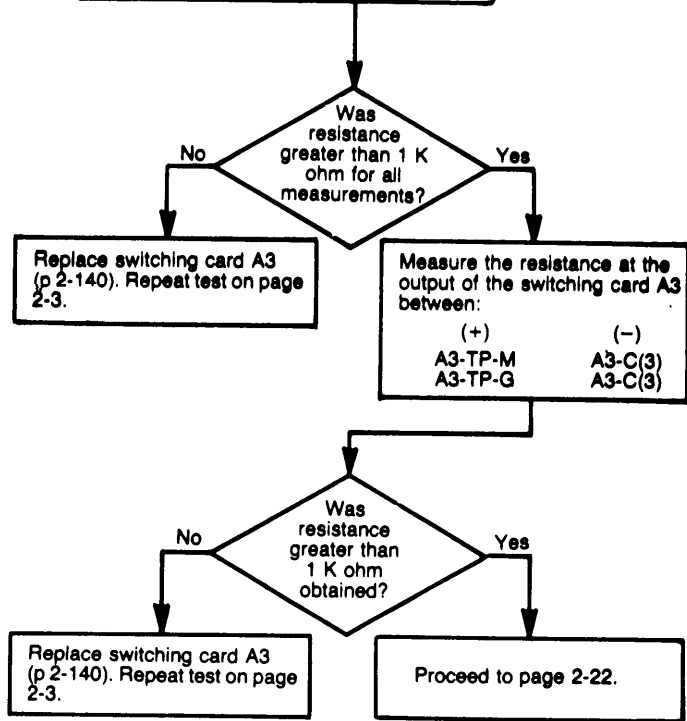 Was
resistance
greater than 1 K
ohm for all
measurements?
No
Yes
Replace switching card A3
(p 2-140). Repeat test on page
2-3.
Measure the resistance at the
output of the switching card A3
between:
(+) (−)
A3-TP-M A3-C(3)
A3-TP-G A3-C(3)
Was
resistance
greater than
1 K ohm
obtained?
No
Yes
Replace switching card A3
(p 2-140). Repeat test on page
2-3.
Proceed to page 2-22.